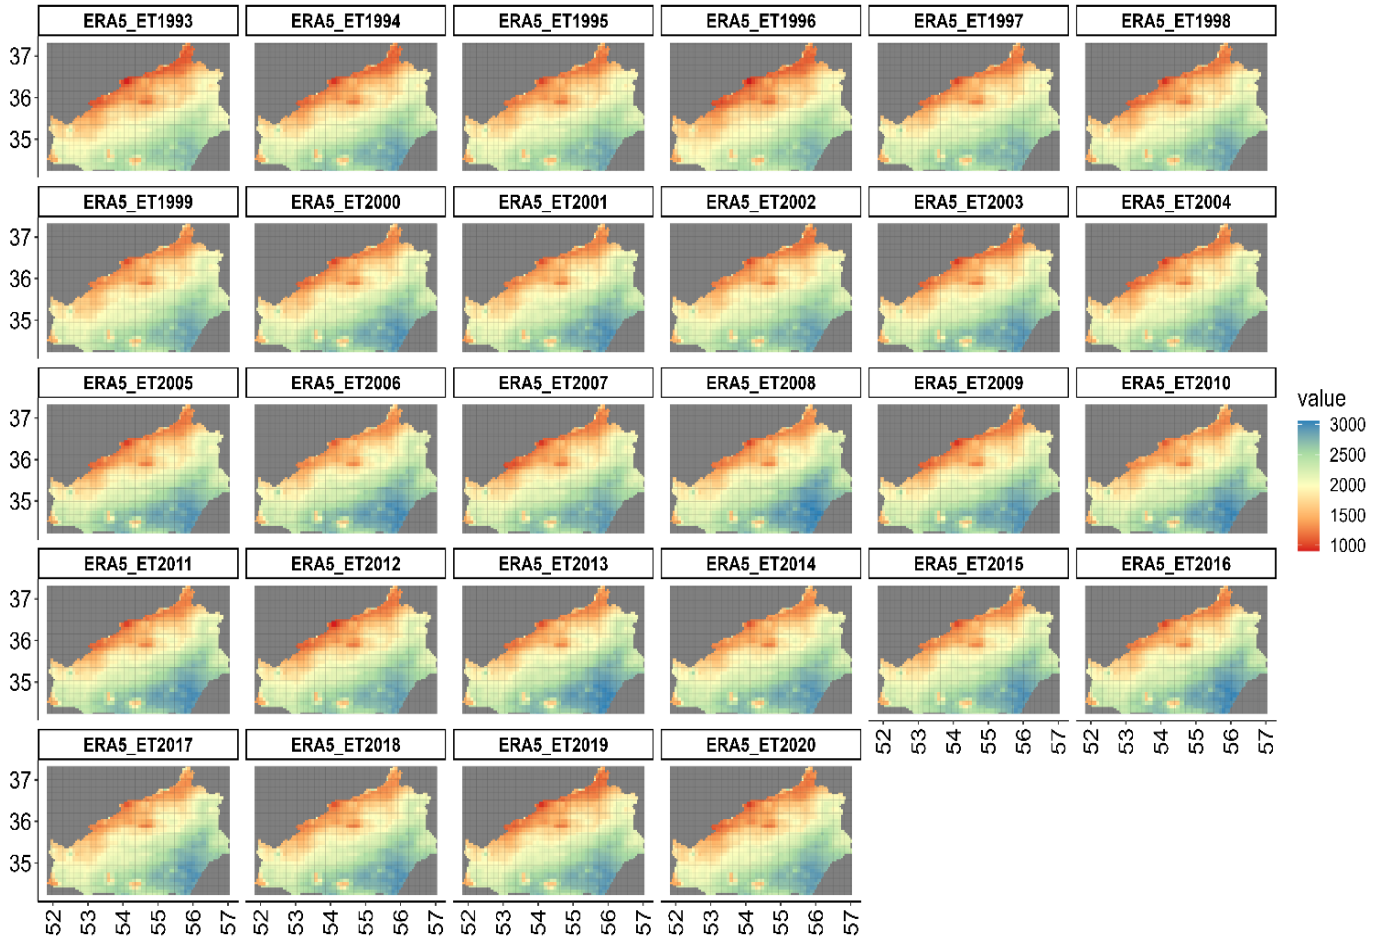 ERA5_ET1993 ERA5_ET1994 ERA5_ET1995 ERA5_ET1996 ERA5_ET1997 ERA5_ET1998
37
36
35
ERA5_ET1999 ERA5_ET2000 ERA5_ET2001 ERA5_ET2002 ERA5_ET2003 ERA5_ET2004
37
36
35
ERA5_ET2005 ERA5_ET2006 ERA5_ET2007 ERA5_ET2008 ERA5_ET2009 ERA5_ET2010
37
36
35
value
3000
2500
2000
1500
1000
ERA5_ET2011 ERA5_ET2012 ERA5_ET2013 ERA5_ET2014 ERA5_ET2015 ERA5_ET2016
37
36
35
52 53 54 55 56 57 52 53 54 55 56 57
ERA5_ET2017 ERA5_ET2018 ERA5_ET2019 ERA5_ET2020
37
36
35
52 53 54 55 56 57 52 53 54 55 56 57 52 53 54 55 56 57 52 53 54 55 56 57